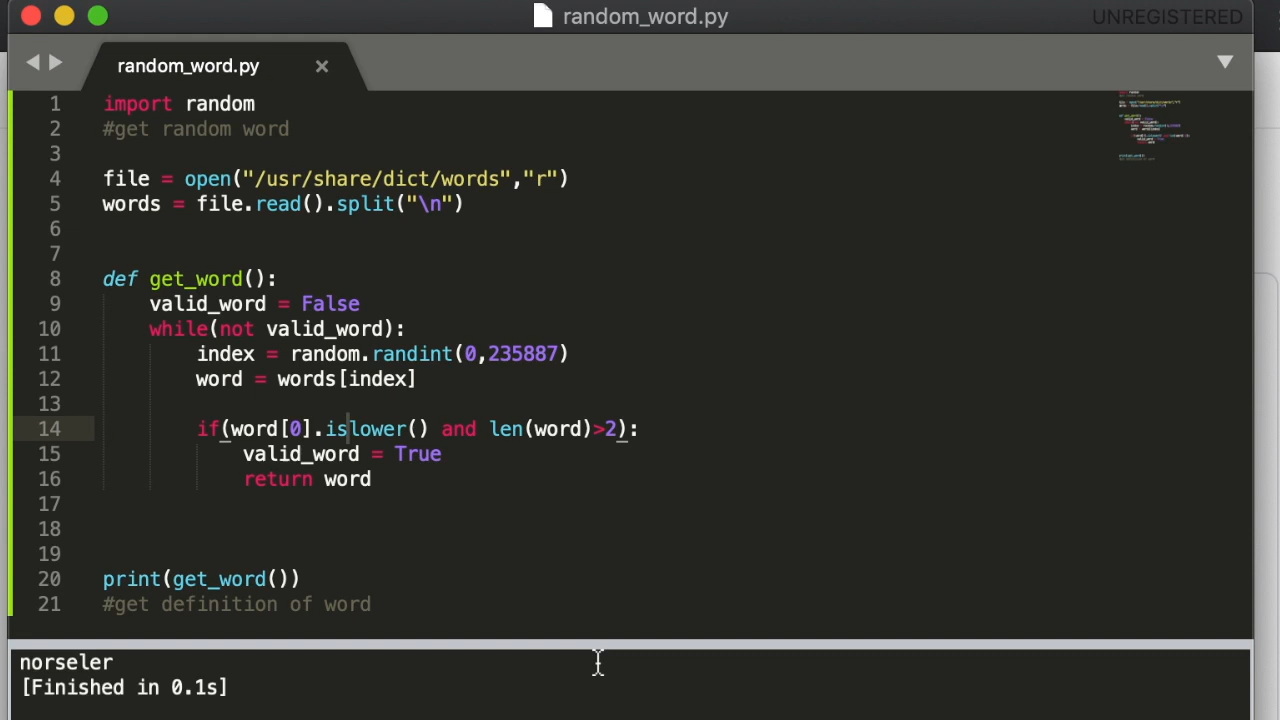 random_word.py
UNREGISTERED
random_word.py
1 import random
2 #get random word
3
4 file = open("/usr/share/dict/words","r")
5 words = file.read().split("\n")
6
7
8 def get_word():
9 valid_word = False
10 while(not valid_word):
11 index = random.randint(0,235887)
12 word = words[index]
13
14 if(word[0].islower() and len(word)>2):
15 valid_word = True
16 return word
17
18
19
20 print(get_word())
21 #get definition of word
norseler
[Finished in 0.1s]